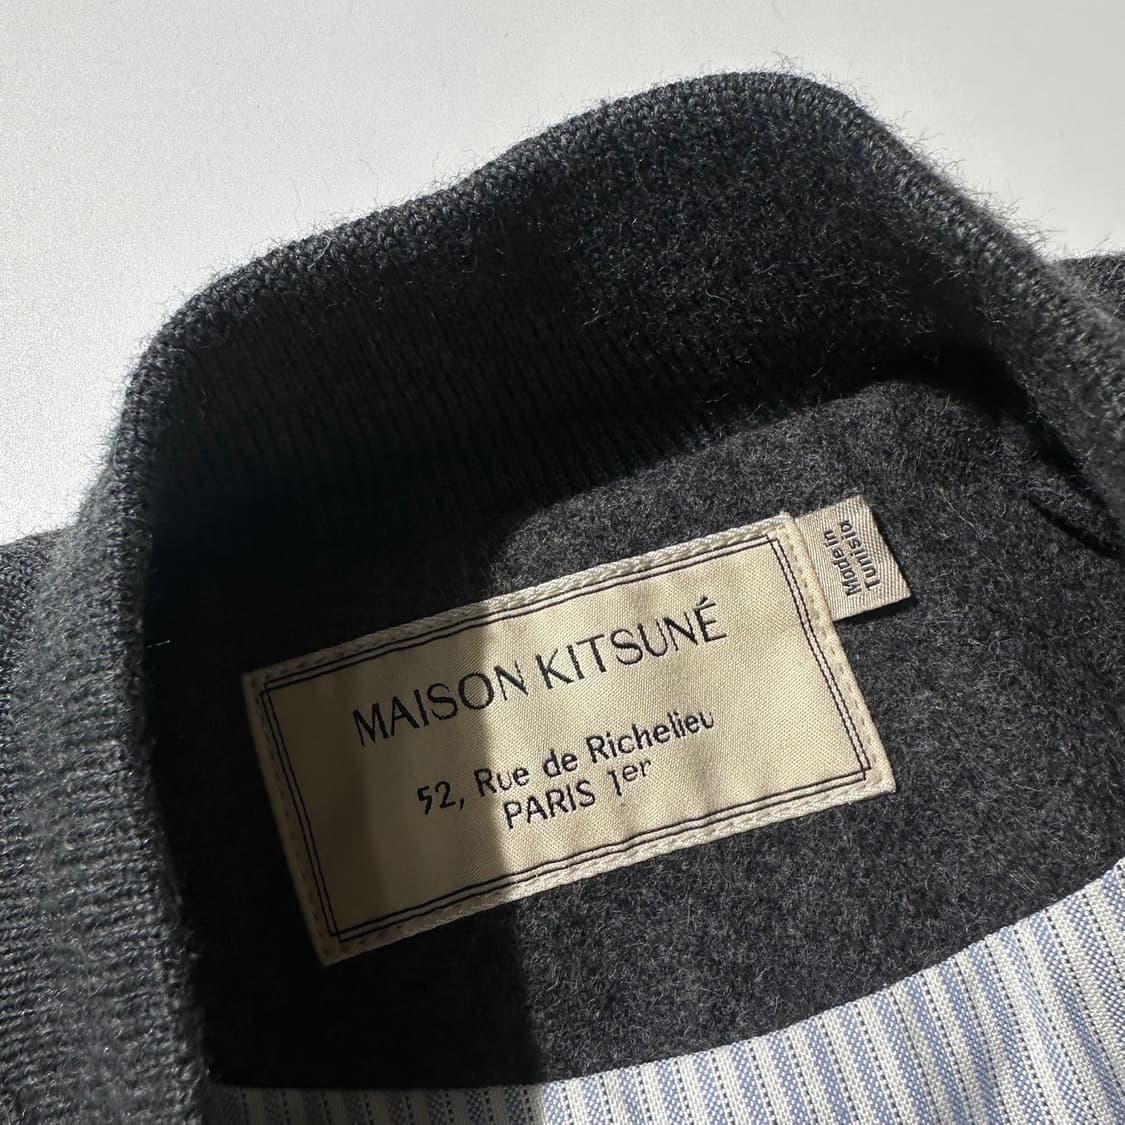 MAISON KITSUNÉ
52, Rue de Richelieu
PARIS 1er
Made in
Tunisia